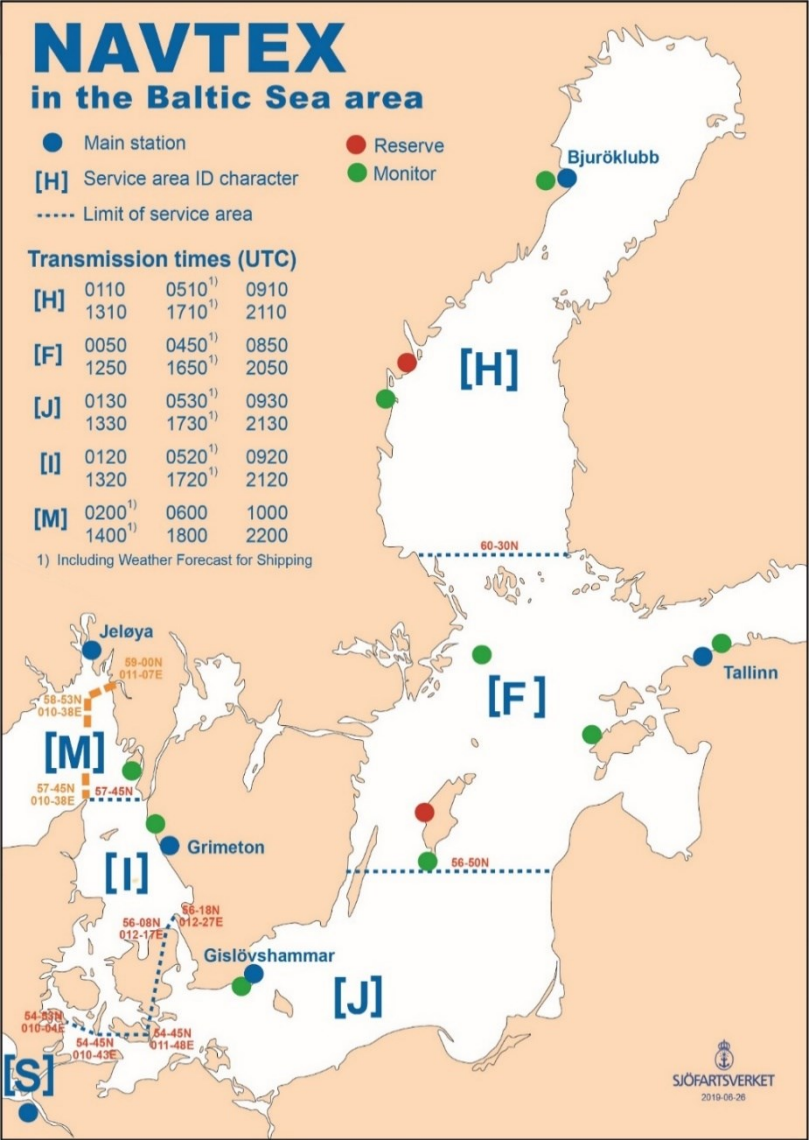 NAVTEX
in the Baltic Sea area
Main station
[H] Service area ID character
Limit of service area
Reserve
Monitor
Transmission times (UTC)
[H] 0110 0510¹⁾ 0910
1310 1710¹⁾ 2110
[F] 0050 0450¹⁾ 0850
1250 1650¹⁾ 2050
[J] 0130 0530¹⁾ 0930
1330 1730¹⁾ 2130
[I] 0120 0520¹⁾ 0920
1320 1720¹⁾ 2120
[M] 0200¹⁾ 0600 1000
1400¹⁾ 1800 2200
1) Including Weather Forecast for Shipping
Bjuröklubb
[H]
60-30N
Jeløya
59-00N
011-07E
58-53N
010-38E
[M]
57-45N
010-38E
57-45N
[F]
Tallinn
Grimeton
[I]
56-50N
56-18N
012-27E
56-08N
012-17E
Gislövshammar
[J]
54-53N
010-04E
54-45N
010-43E
54-45N
011-48E
[S]
SJÖFARTSVERKET
2019-06-26